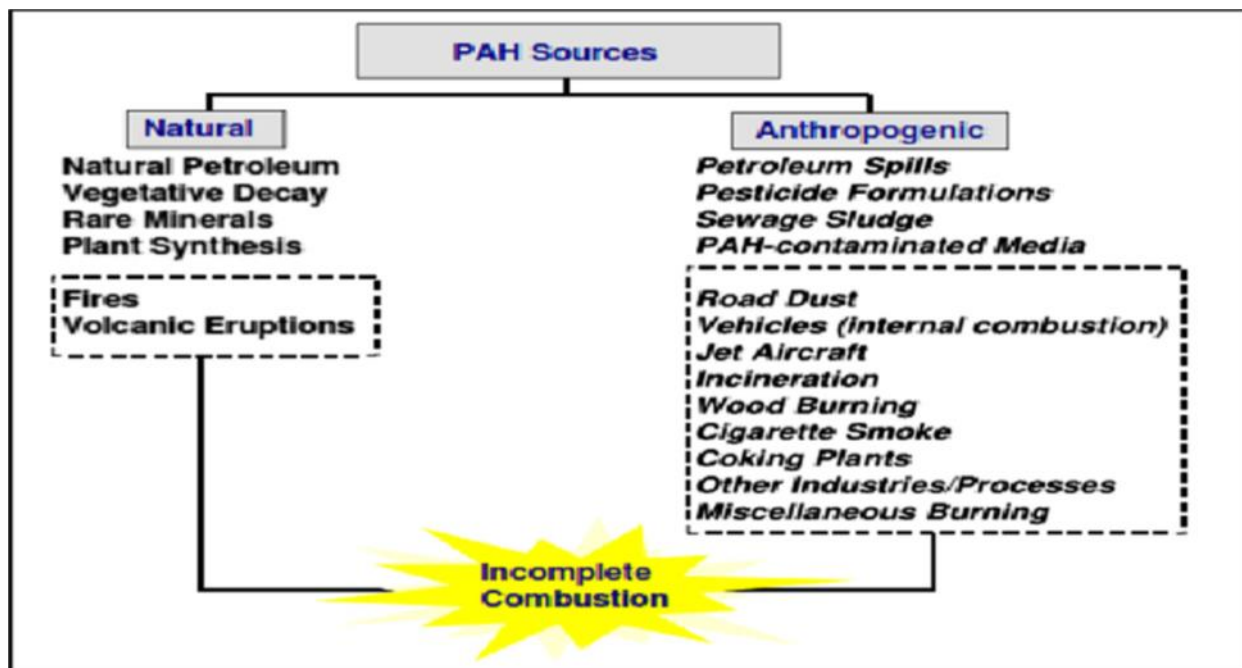 PAH Sources
Natural
Natural Petroleum
Vegetative Decay
Rare Minerals
Plant Synthesis
Fires
Volcanic Eruptions
Anthropogenic
Petroleum Spills
Pesticide Formulations
Sewage Sludge
PAH-contaminated Media
Road Dust
Vehicles (internal combustion)
Jet Aircraft
Incineration
Wood Burning
Cigarette Smoke
Coking Plants
Other Industries/Processes
Miscellaneous Burning
Incomplete
Combustion